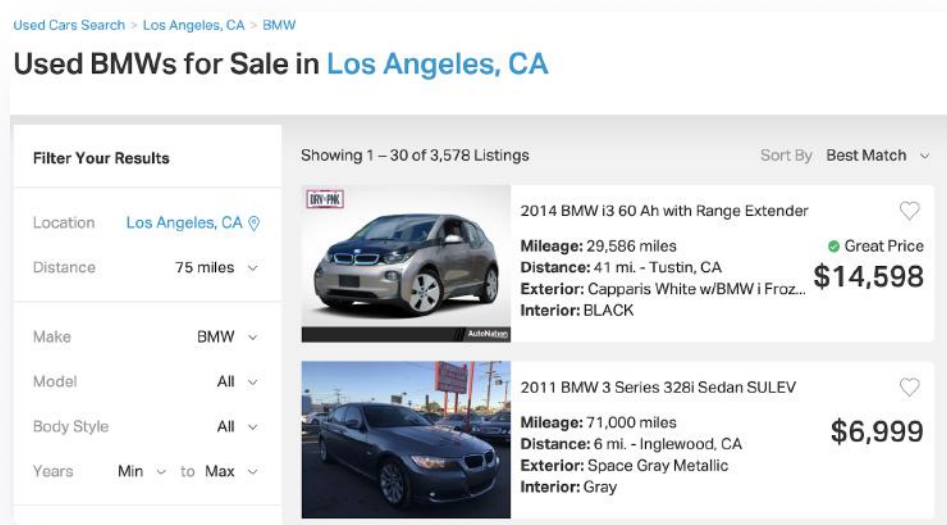 Used Cars Search > Los Angeles, CA > BMW
Used BMWs for Sale in Los Angeles, CA
Filter Your Results
Location Los Angeles, CA
Distance 75 miles
Make BMW
Model All
Body Style All
Years Min to Max
Showing 1 – 30 of 3,578 Listings
Sort By Best Match
DRV PNK
AutoNation
2014 BMW i3 60 Ah with Range Extender
Mileage: 29,586 miles
Distance: 41 mi. - Tustin, CA
Exterior: Capparis White w/BMW i Froz...
Interior: BLACK
Great Price
$14,598
2011 BMW 3 Series 328i Sedan SULEV
Mileage: 71,000 miles
Distance: 6 mi. - Inglewood, CA
Exterior: Space Gray Metallic
Interior: Gray
$6,999